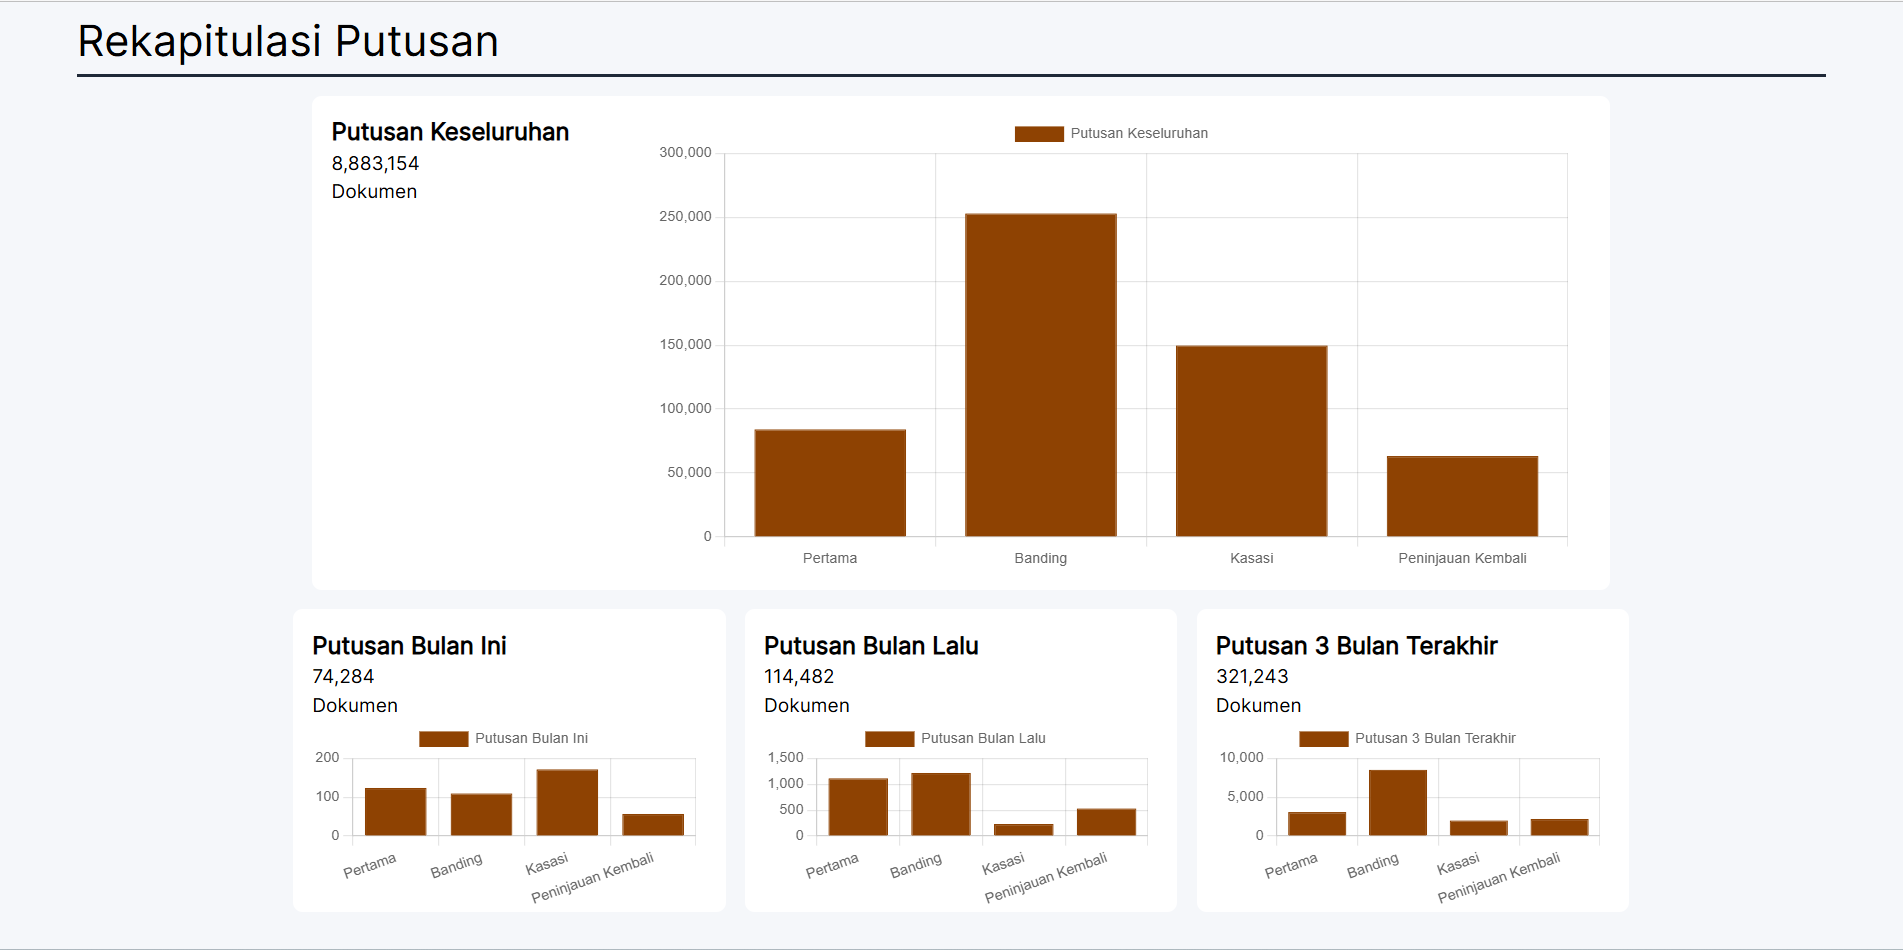 Rekapitulasi Putusan
Putusan Keseluruhan
8,883,154
Dokumen
Putusan Keseluruhan
300,000
250,000
200,000
150,000
100,000
50,000
0
Pertama
Banding
Kasasi
Peninjauan Kembali
Putusan Bulan Ini
74,284
Dokumen
Putusan Bulan Ini
200
100
0
Pertama
Banding
Kasasi
Peninjauan Kembali
Putusan Bulan Lalu
114,482
Dokumen
Putusan Bulan Lalu
1,500
1,000
500
0
Pertama
Banding
Kasasi
Peninjauan Kembali
Putusan 3 Bulan Terakhir
321,243
Dokumen
Putusan 3 Bulan Terakhir
10,000
5,000
0
Pertama
Banding
Kasasi
Peninjauan Kembali